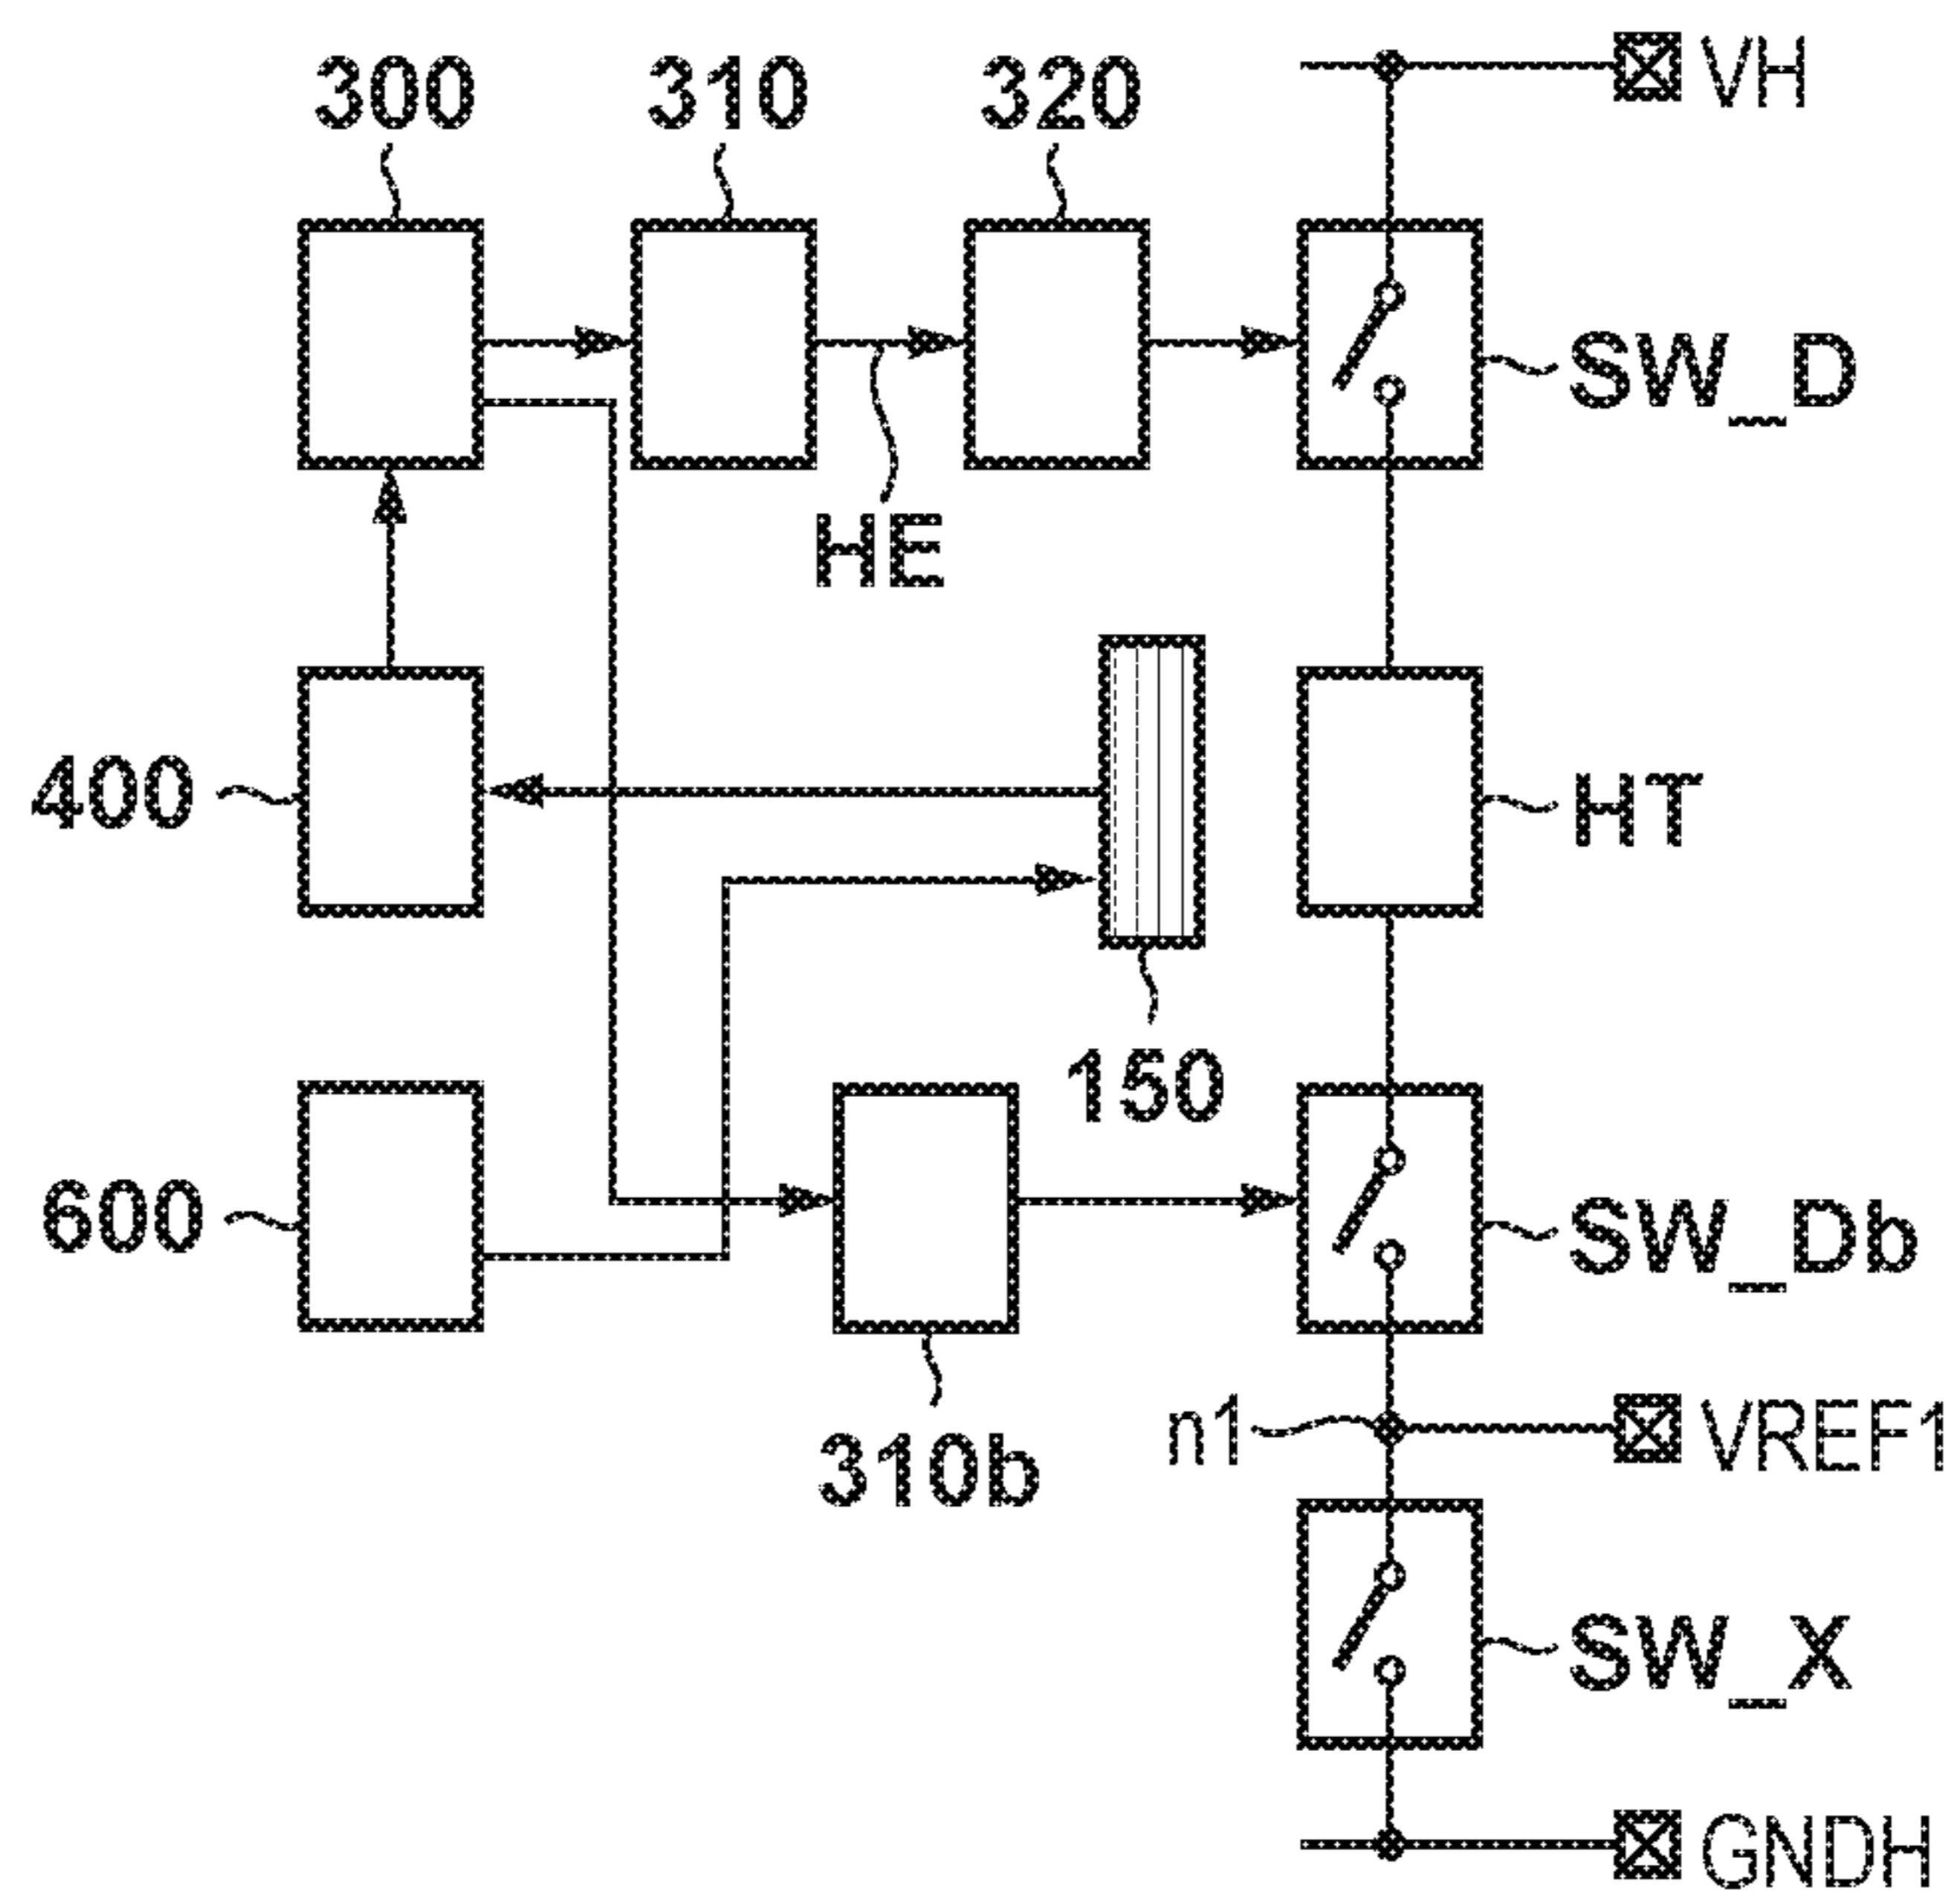 VH
300 310 320
SW_D
HE
400
HT
150
600
SW_Db
n1
VREF1
310b
SW_X
GNDH